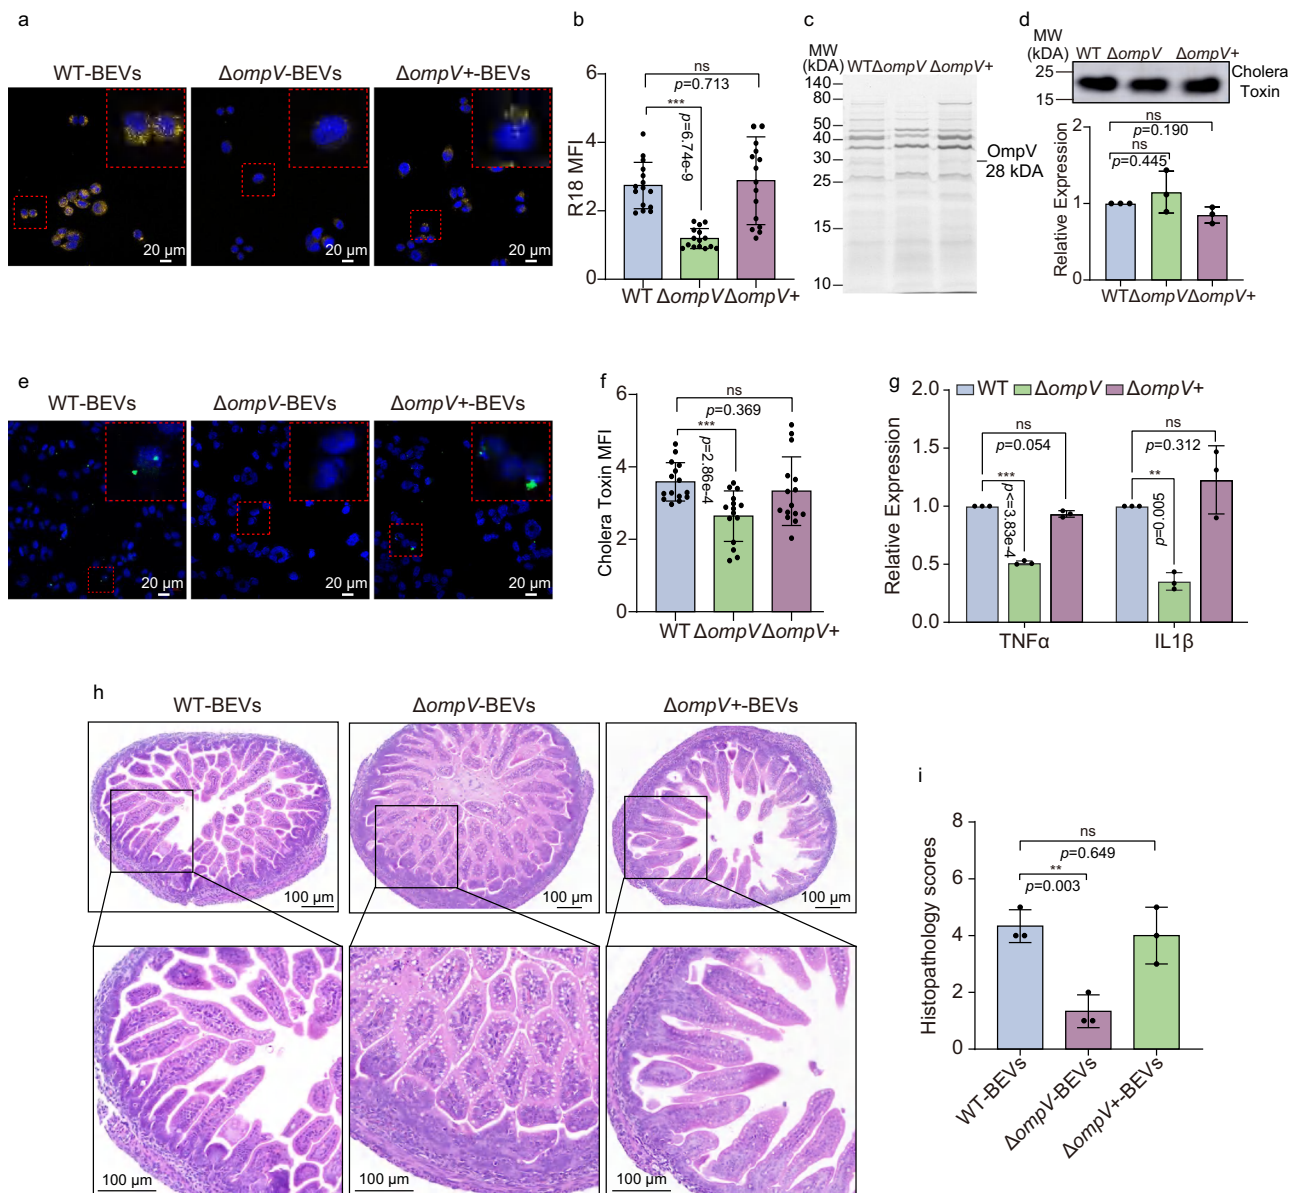 a
WT-BEVs
ΔompV-BEVs
ΔompV+-BEVs
20 µm
20 µm
20 µm
b
R18 MFI
6
4
2
0
ns
p=0.713
***
p=6.74e-9
WT ΔompV ΔompV+
c
MW
(kDA)
WT ΔompV ΔompV+
140
80
50
40
30
25
15
10
OmpV
28 kDA
d
MW
(kDA)
WT ΔompV ΔompV+
25
15
Cholera
Toxin
Relative Expression
2
1
0
ns
p=0.190
ns
p=0.445
WT ΔompV ΔompV+
e
WT-BEVs
ΔompV-BEVs
ΔompV+-BEVs
20 µm
20 µm
20 µm
f
Cholera Toxin MFI
6
4
2
0
ns
p=0.369
***
p=2.86e-4
WT ΔompV ΔompV+
g
WT ΔompV ΔompV+
Relative Expression
2.0
1.5
1.0
0.5
0.0
ns
p=0.054
***
p<=3.83e-4
ns
p=0.312
**
p=0.005
TNFα
IL1β
h
WT-BEVs
ΔompV-BEVs
ΔompV+-BEVs
100 µm
100 µm
100 µm
100 µm
100 µm
100 µm
i
Histopathology scores
8
6
4
2
0
ns
p=0.649
**
p=0.003
WT-BEVs
ΔompV-BEVs
ΔompV+-BEVs